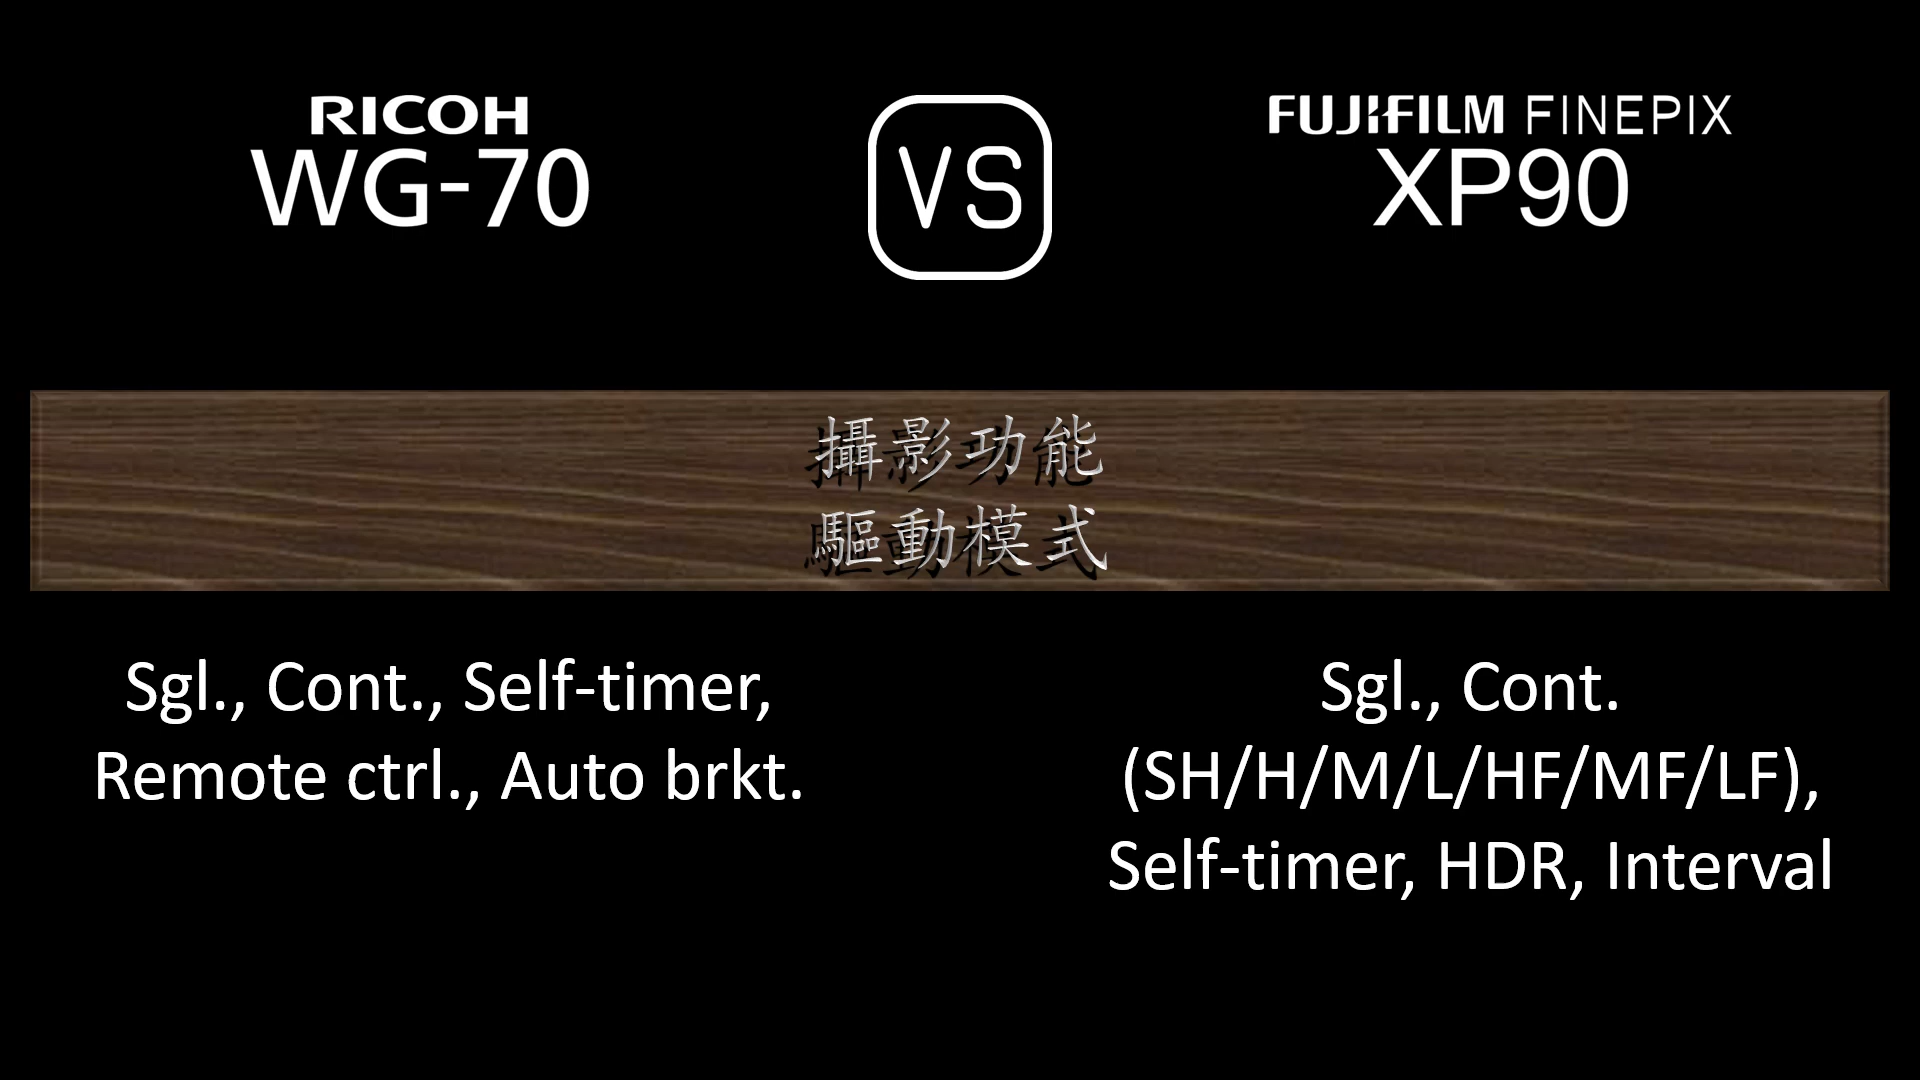 RICOH
WG-70
VS
FUJIFILM FINEPIX
XP90
攝影功能
驅動模式
Sgl., Cont., Self-timer,
Remote ctrl., Auto brkt.
Sgl., Cont.
(SH/H/M/L/HF/MF/LF),
Self-timer, HDR, Interval